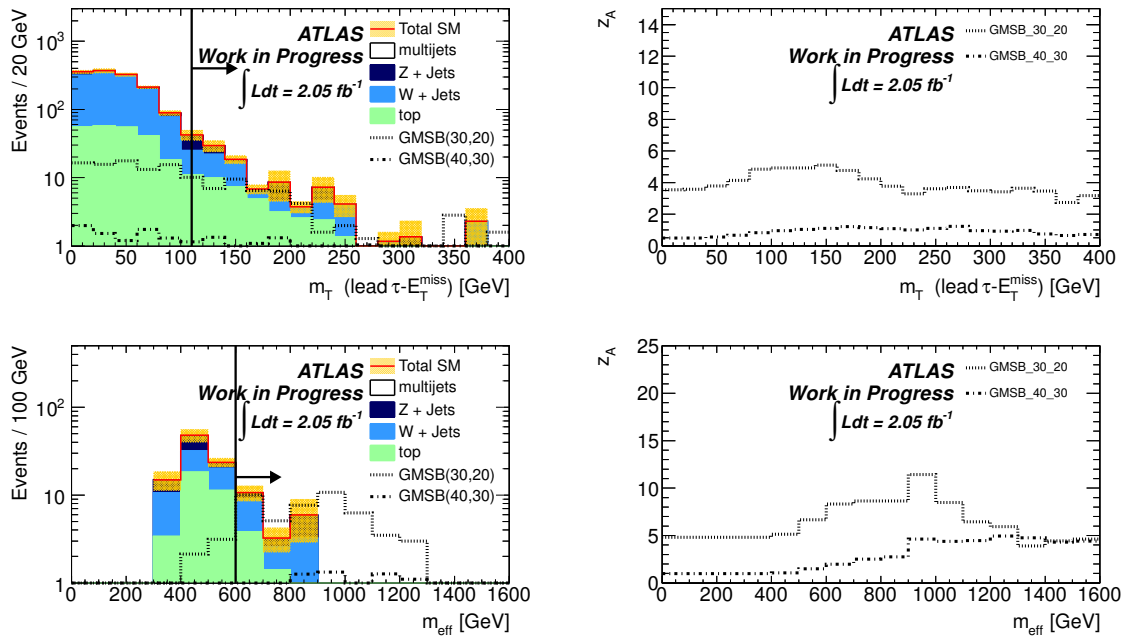 Events / 20 GeV
10³
10²
10
1
ATLAS
Work in Progress
∫ Ldt = 2.05 fb⁻¹
Total SM
multijets
Z + Jets
W + Jets
top
GMSB(30,20)
GMSB(40,30)
0 50 100 150 200 250 300 350 400
m_T (lead τ-E_T^miss) [GeV]
z_A
14
12
10
8
6
4
2
0
ATLAS
Work in Progress
∫ Ldt = 2.05 fb⁻¹
GMSB_30_20
GMSB_40_30
0 50 100 150 200 250 300 350 400
m_T (lead τ-E_T^miss) [GeV]
Events / 100 GeV
10²
10
1
ATLAS
Work in Progress
∫ Ldt = 2.05 fb⁻¹
Total SM
multijets
Z + Jets
W + Jets
top
GMSB(30,20)
GMSB(40,30)
0 200 400 600 800 1000 1200 1400 1600
m_eff [GeV]
z_A
25
20
15
10
5
0
ATLAS
Work in Progress
∫ Ldt = 2.05 fb⁻¹
GMSB_30_20
GMSB_40_30
0 200 400 600 800 1000 1200 1400 1600
m_eff [GeV]